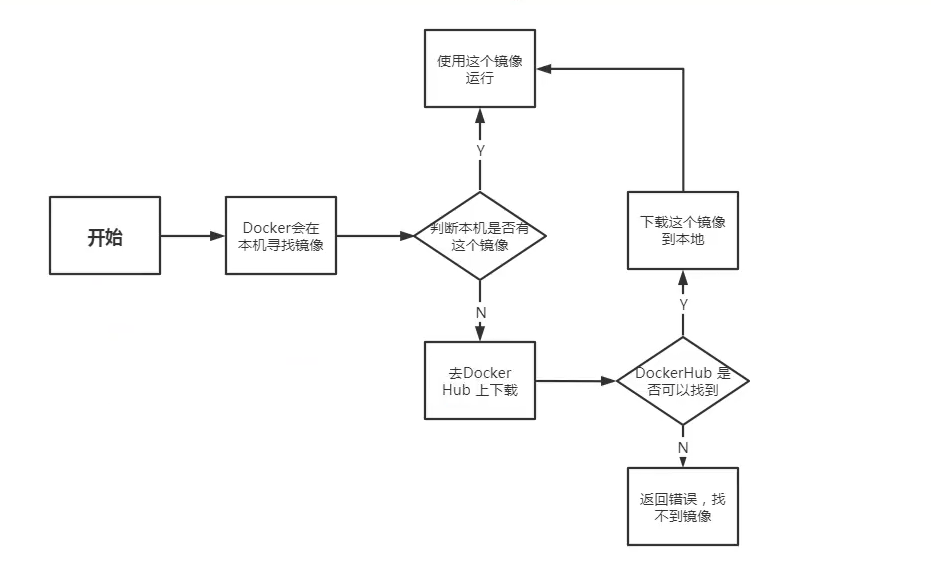 使用这个镜像
运行
Y
开始
Docker会在
本机寻找镜像
判断本机是否有
这个镜像
下载这个镜像
到本地
N
Y
去Docker
Hub 上下载
DockerHub 是
否可以找到
N
返回错误，找
不到镜像